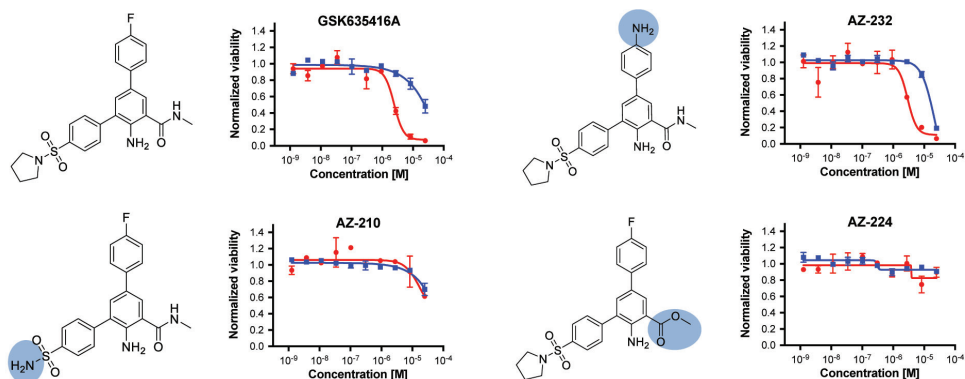 F
N
H
O
NH2
O
S
N
O
GSK635416A
Normalized viability
1.4
1.2
1.0
0.8
0.6
0.4
0.2
0.0
10-9 10-8 10-7 10-6 10-5 10-4
Concentration [M]
NH2
H
N
O
NH2
O
S
N
O
AZ-232
Normalized viability
1.4
1.2
1.0
0.8
0.6
0.4
0.2
0.0
10-9 10-8 10-7 10-6 10-5 10-4
Concentration [M]
F
H
N
O
NH2
O
S
H2N
O
AZ-210
Normalized viability
1.4
1.2
1.0
0.8
0.6
0.4
0.2
0.0
10-9 10-8 10-7 10-6 10-5 10-4
Concentration [M]
F
O
O
NH2
O
S
N
O
AZ-224
Normalized viability
1.4
1.2
1.0
0.8
0.6
0.4
0.2
0.0
10-9 10-8 10-7 10-6 10-5 10-4
Concentration [M]